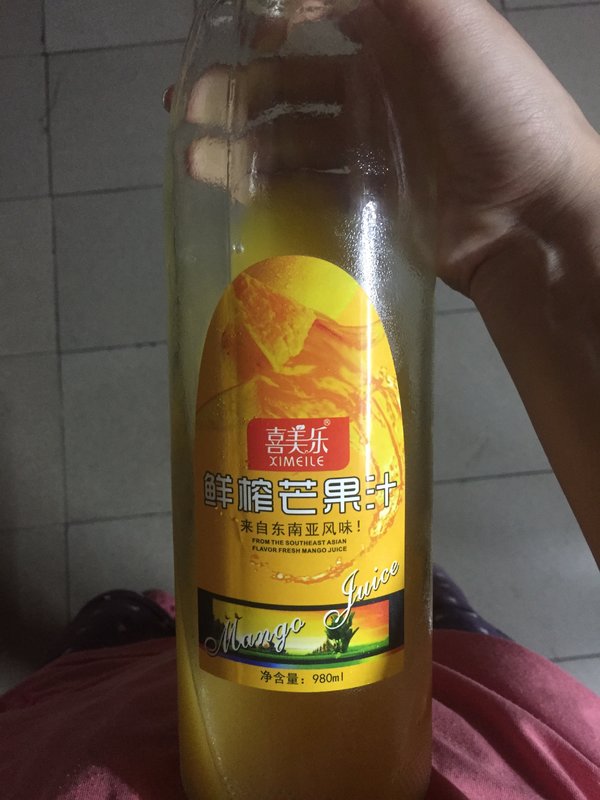 喜美乐®
XIMEILE
鲜榨芒果汁
来自东南亚风味!
FROM THE SOUTHEAST ASIAN
FLAVOR FRESH MANGO JUICE
Mango Juice
净含量: 980ml